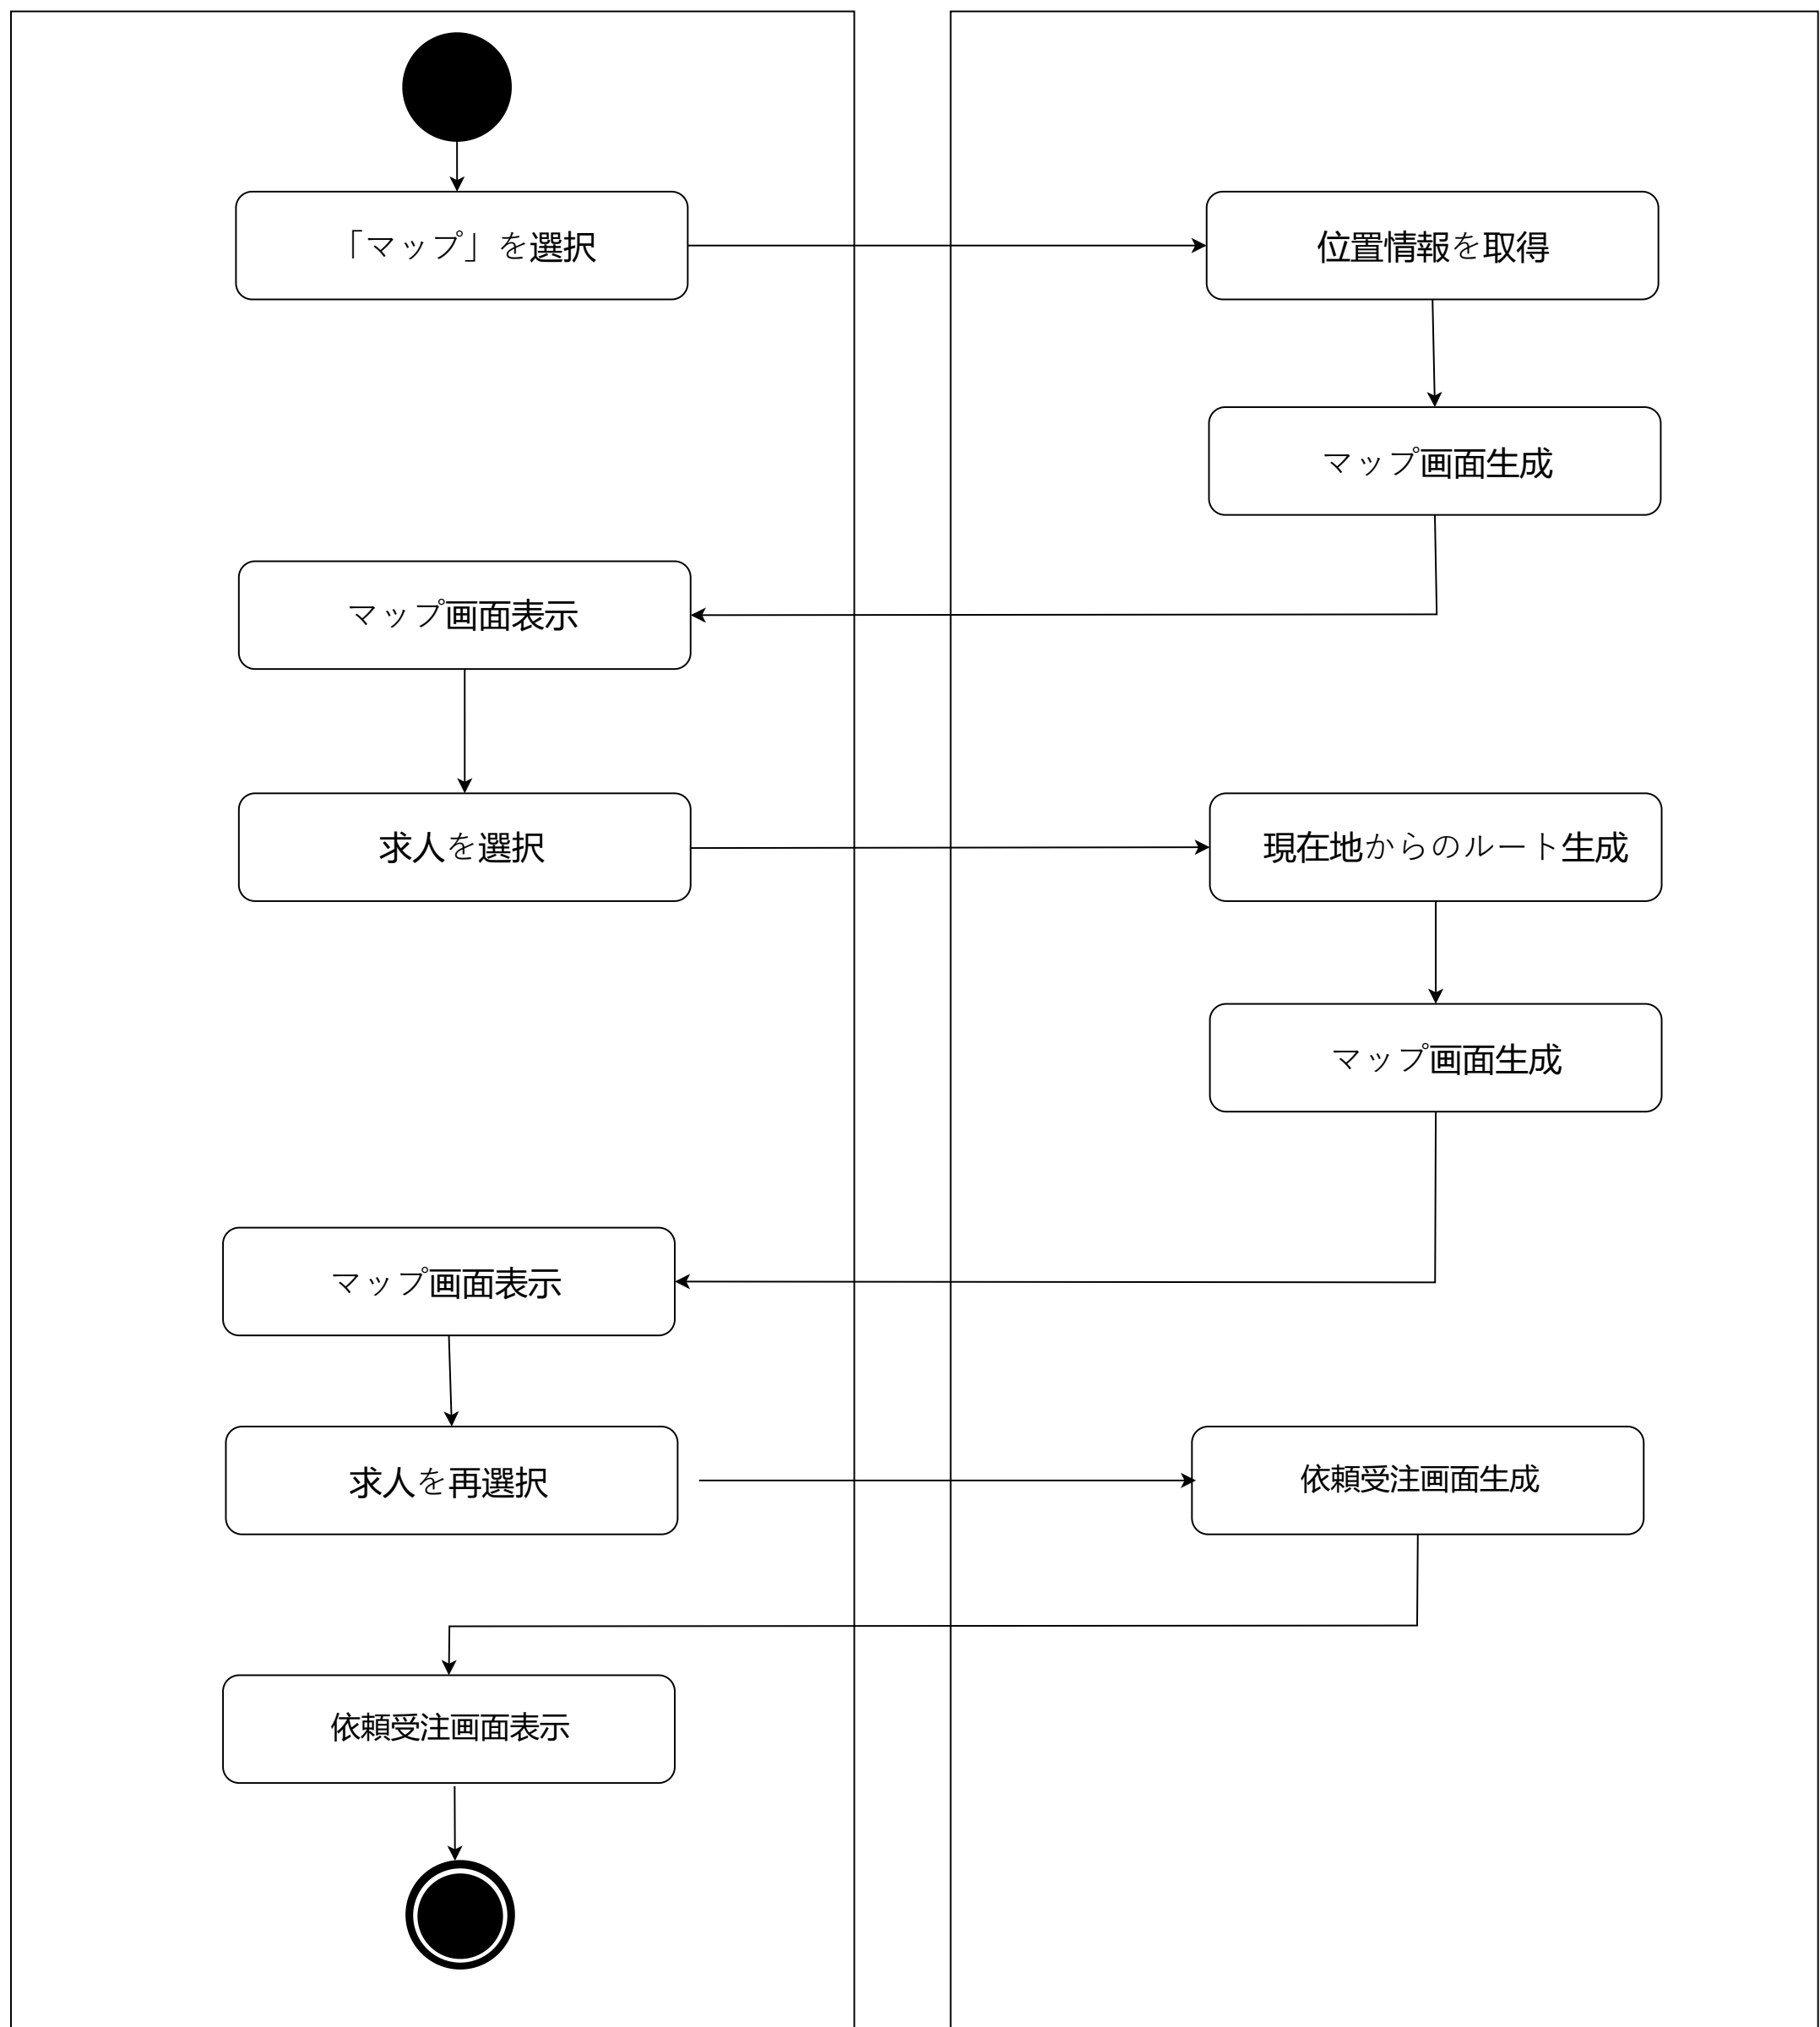 「マップ」を選択
位置情報を取得
マップ画面生成
マップ画面表示
求人を選択
現在地からのルート生成
マップ画面生成
マップ画面表示
求人を再選択
依頼受注画面生成
依頼受注画面表示